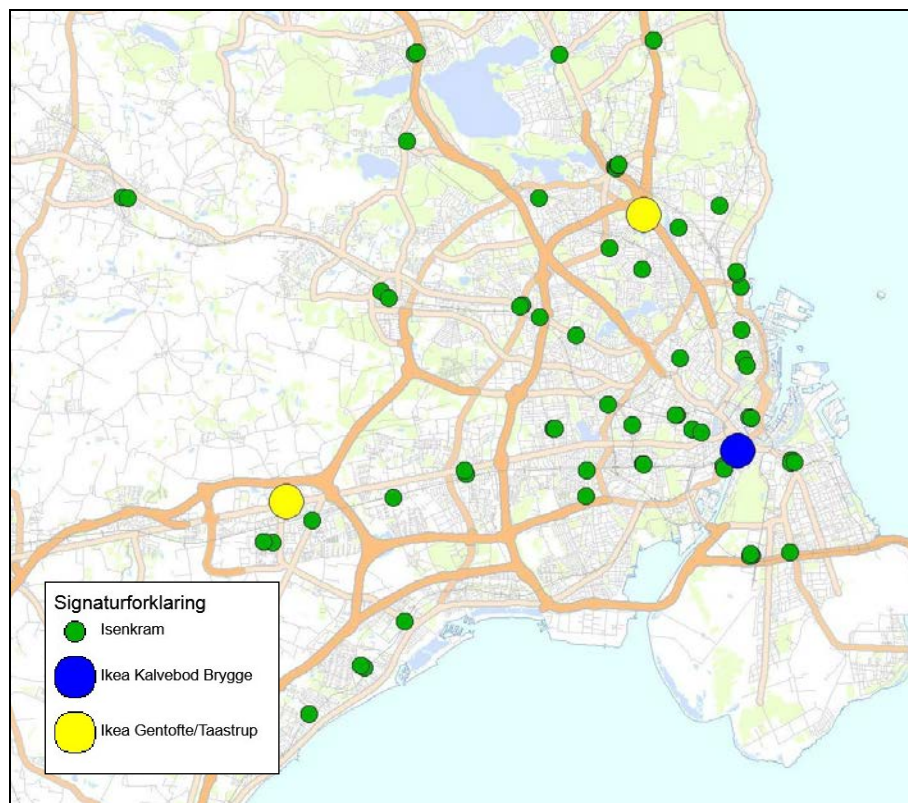 Signaturforklaring
Isenkram
Ikea Kalvebod Brygge
Ikea Gentofte/Taastrup